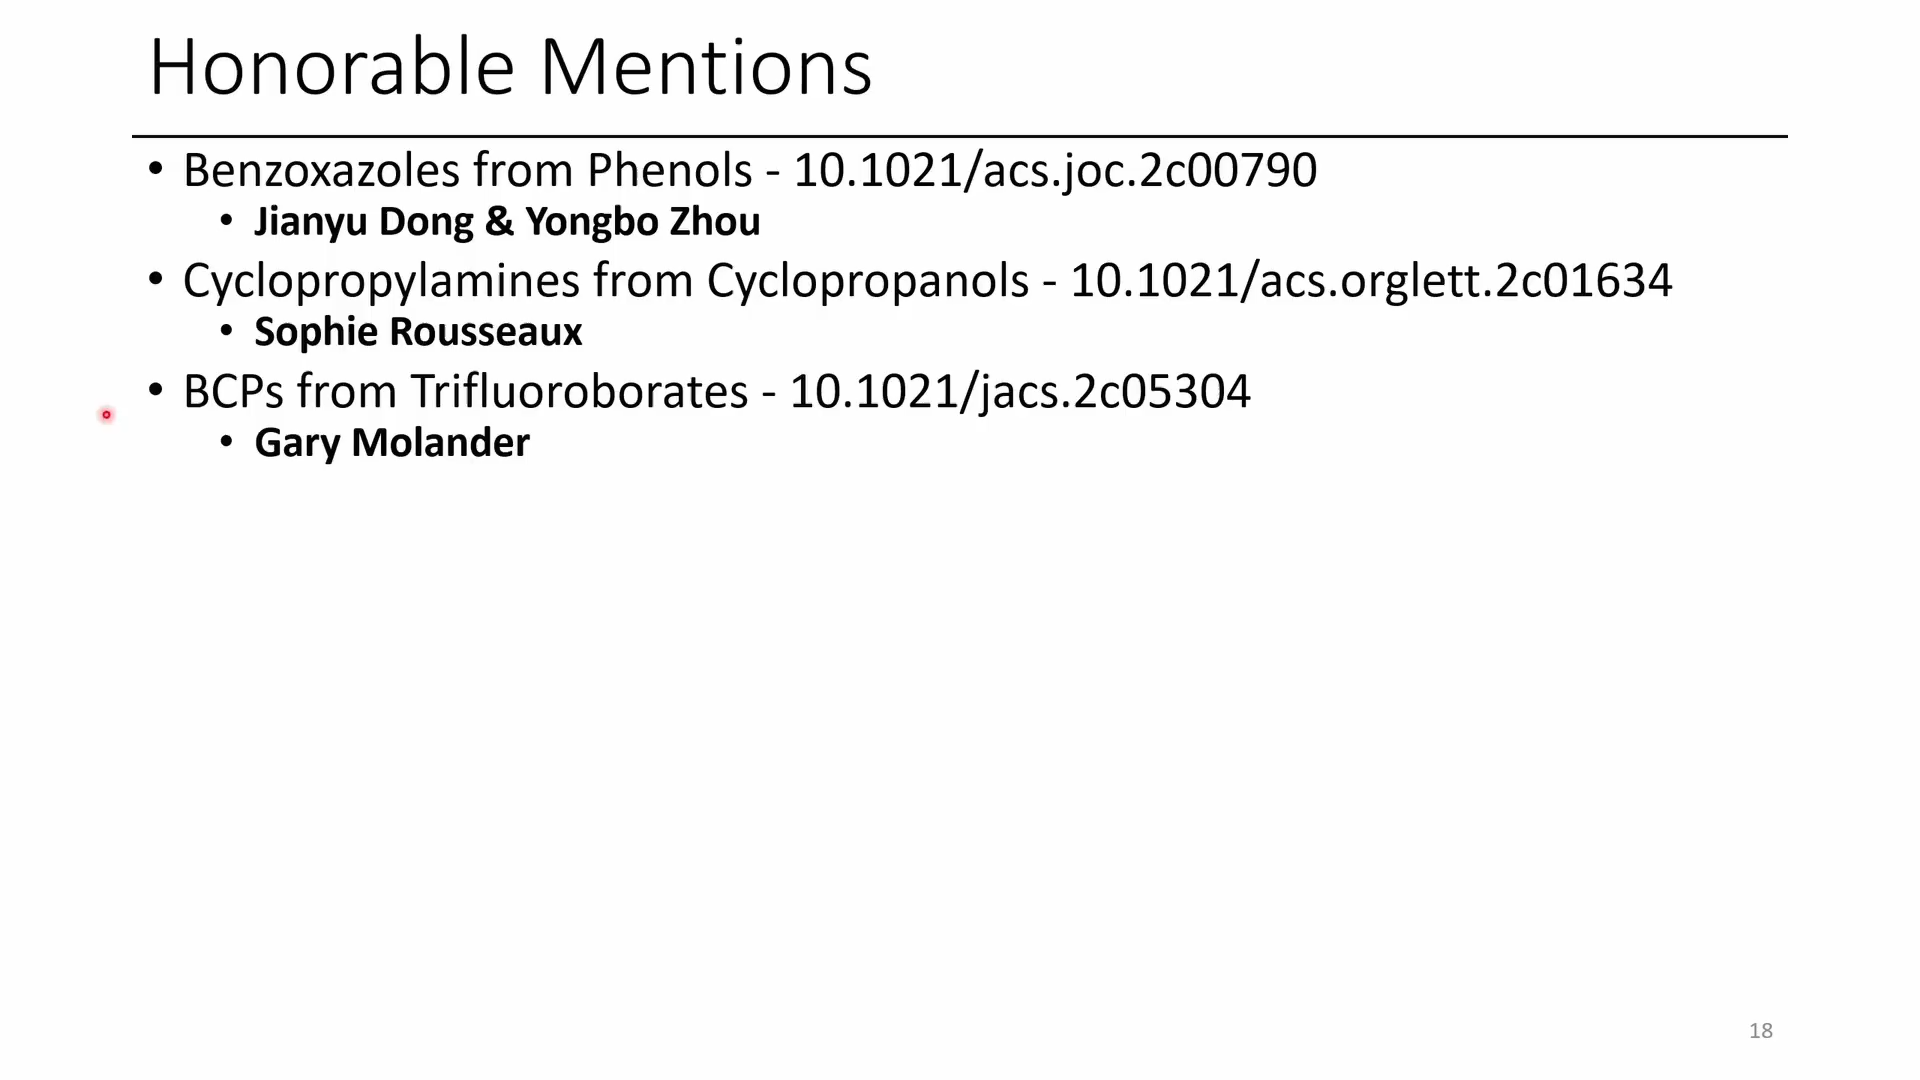 Honorable Mentions
• Benzoxazoles from Phenols - 10.1021/acs.joc.2c00790
• Jianyu Dong & Yongbo Zhou
• Cyclopropylamines from Cyclopropanols - 10.1021/acs.orglett.2c01634
• Sophie Rousseaux
• BCPs from Trifluoroborates - 10.1021/jacs.2c05304
• Gary Molander
18